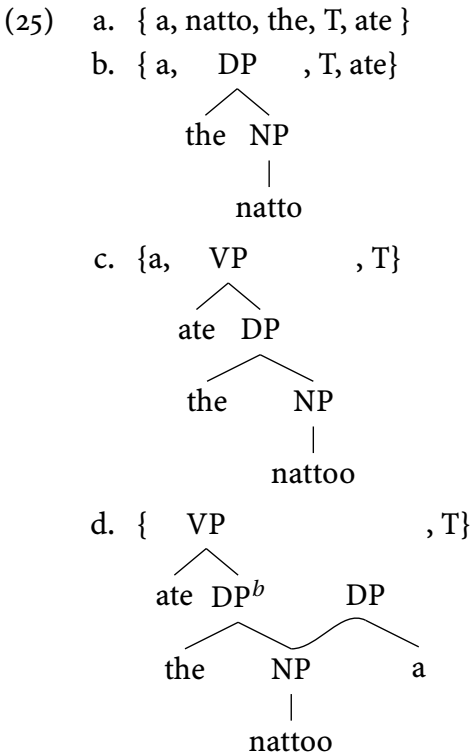 (25) a. { a, natto, the, T, ate }
b. { a, DP , T, ate}
the NP
natto
c. {a, VP , T}
ate DP
the NP
nattoo
d. { VP , T}
ate DPᵇ DP
the NP a
nattoo